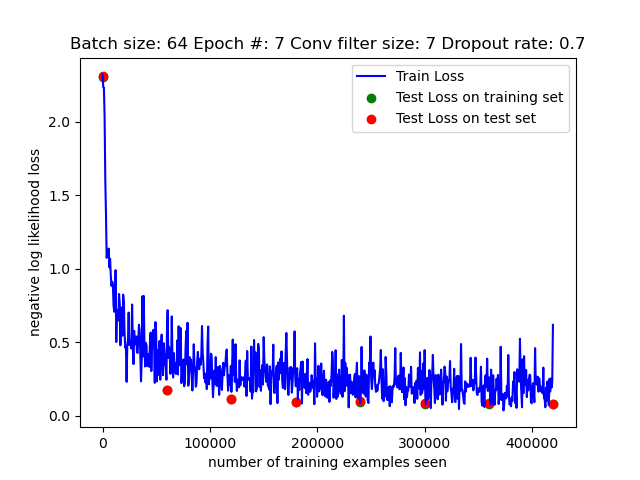 Batch size: 64 Epoch #: 7 Conv filter size: 7 Dropout rate: 0.7
Train Loss
Test Loss on training set
Test Loss on test set
negative log likelihood loss
2.0
1.5
1.0
0.5
0.0
0 100000 200000 300000 400000
number of training examples seen